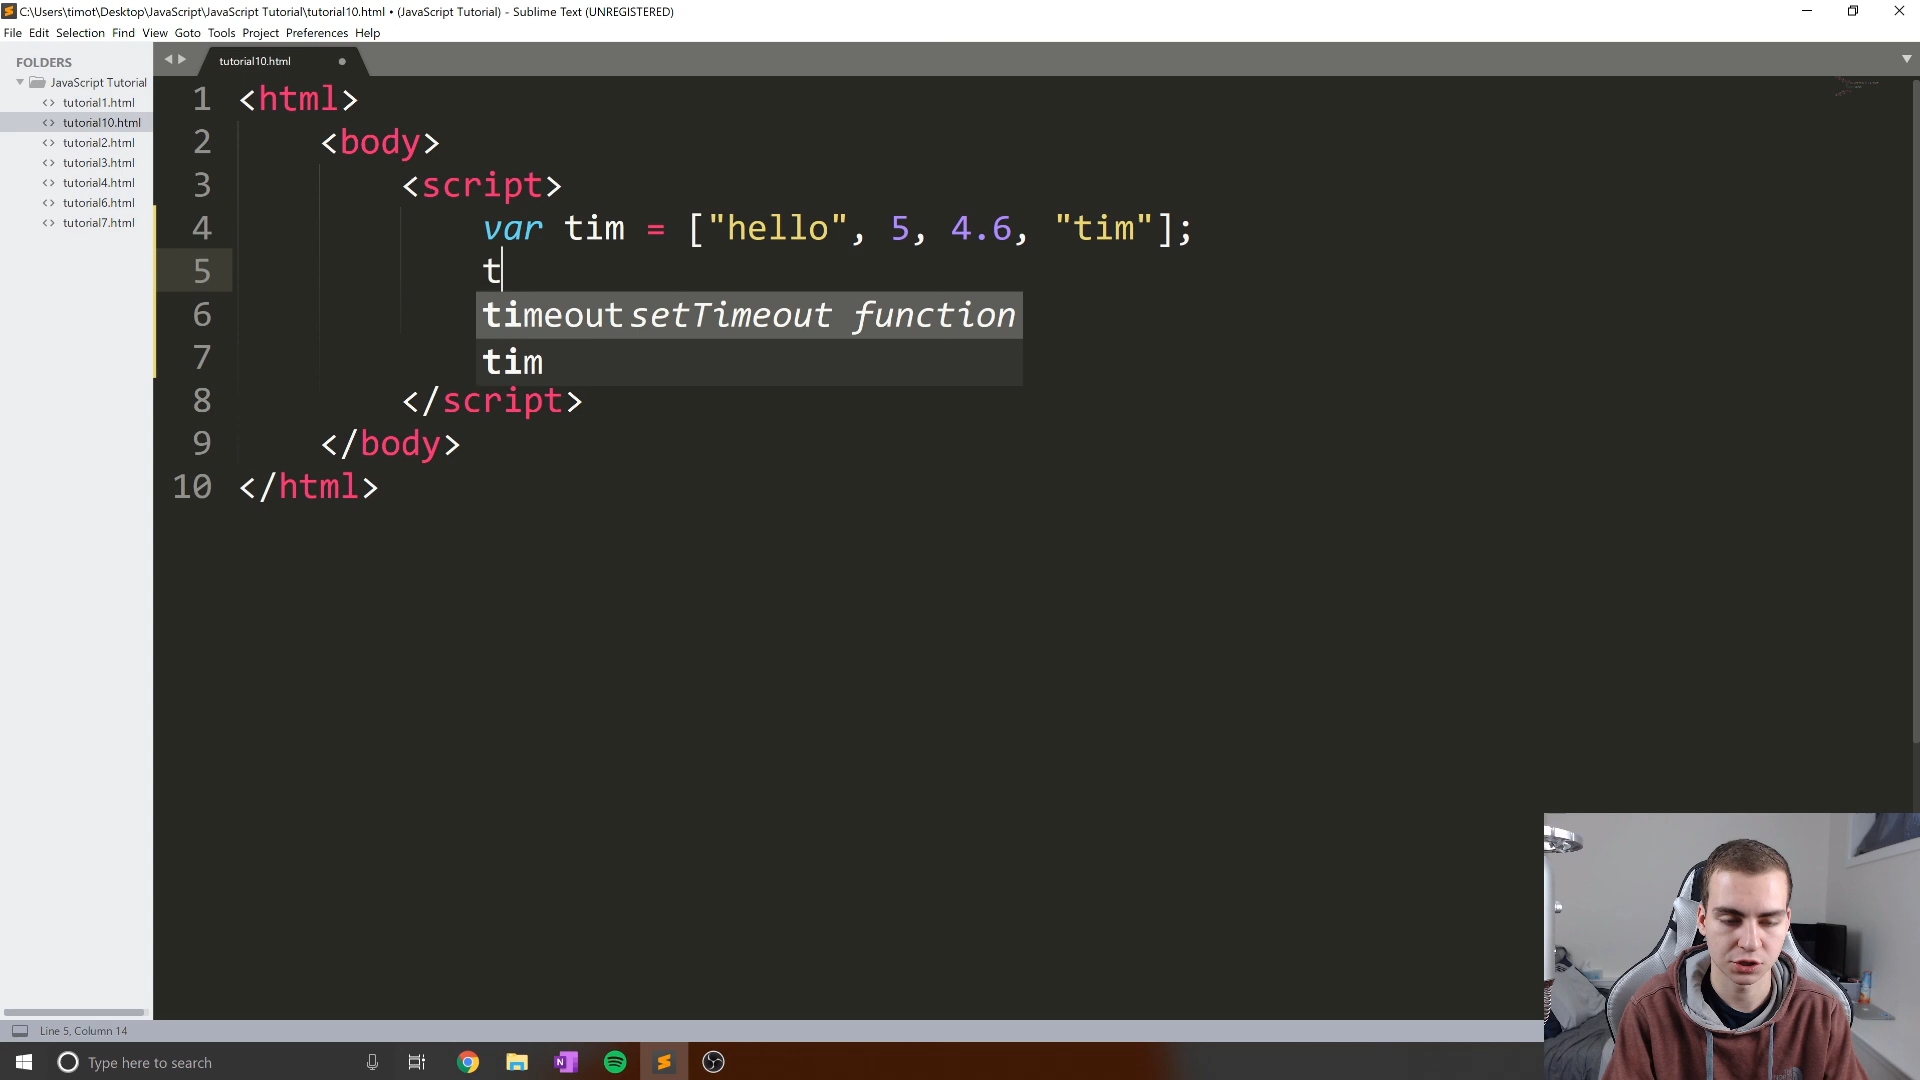 C:\Users\timot\Desktop\JavaScript\JavaScript Tutorial\tutorial10.html • (JavaScript Tutorial) - Sublime Text (UNREGISTERED)
File Edit Selection Find View Goto Tools Project Preferences Help
FOLDERS
JavaScript Tutorial
tutorial1.html
tutorial10.html
tutorial2.html
tutorial3.html
tutorial4.html
tutorial6.html
tutorial7.html
tutorial10.html
1 <html>
2 <body>
3 <script>
4 var tim = ["hello", 5, 4.6, "tim"];
5 t
6 timeout setTimeout function
7 tim
8 </script>
9 </body>
10 </html>
Line 5, Column 14
Type here to search